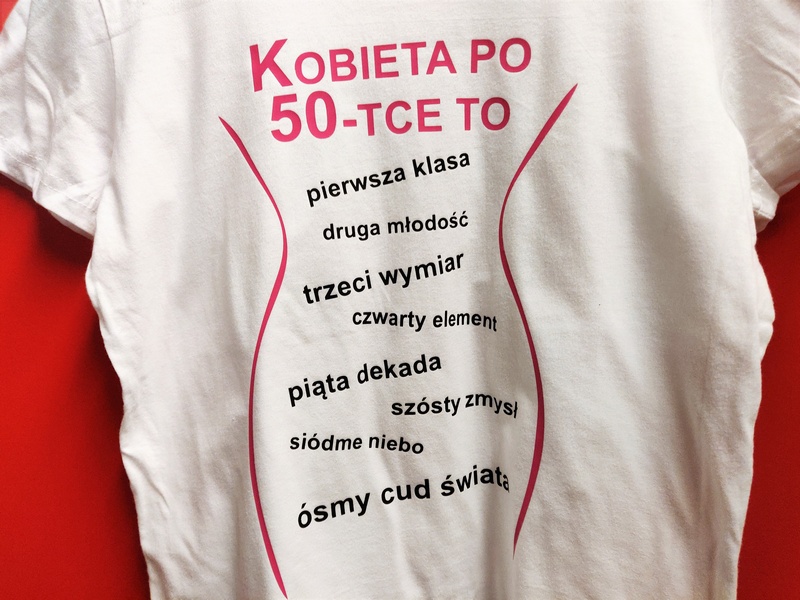 KOBIETA PO
50-TCE TO
pierwsza klasa
druga młodość
trzeci wymiar
czwarty element
piąta dekada
szósty zmysł
siódme niebo
ósmy cud świata